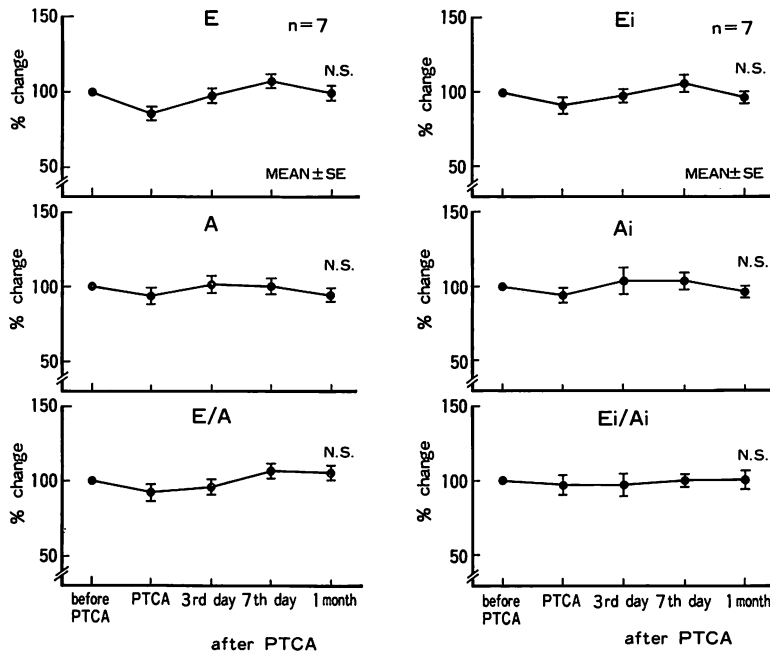 E
n=7
150
100
50
% change
N.S.
MEAN±SE
A
150
100
50
% change
N.S.
E/A
150
100
50
% change
N.S.
before PTCA
PTCA
3rd day
7th day
1 month
after PTCA
Ei
n=7
150
100
50
% change
N.S.
MEAN±SE
Ai
150
100
50
% change
N.S.
Ei/Ai
150
100
50
% change
N.S.
before PTCA
PTCA
3rd day
7th day
1 month
after PTCA